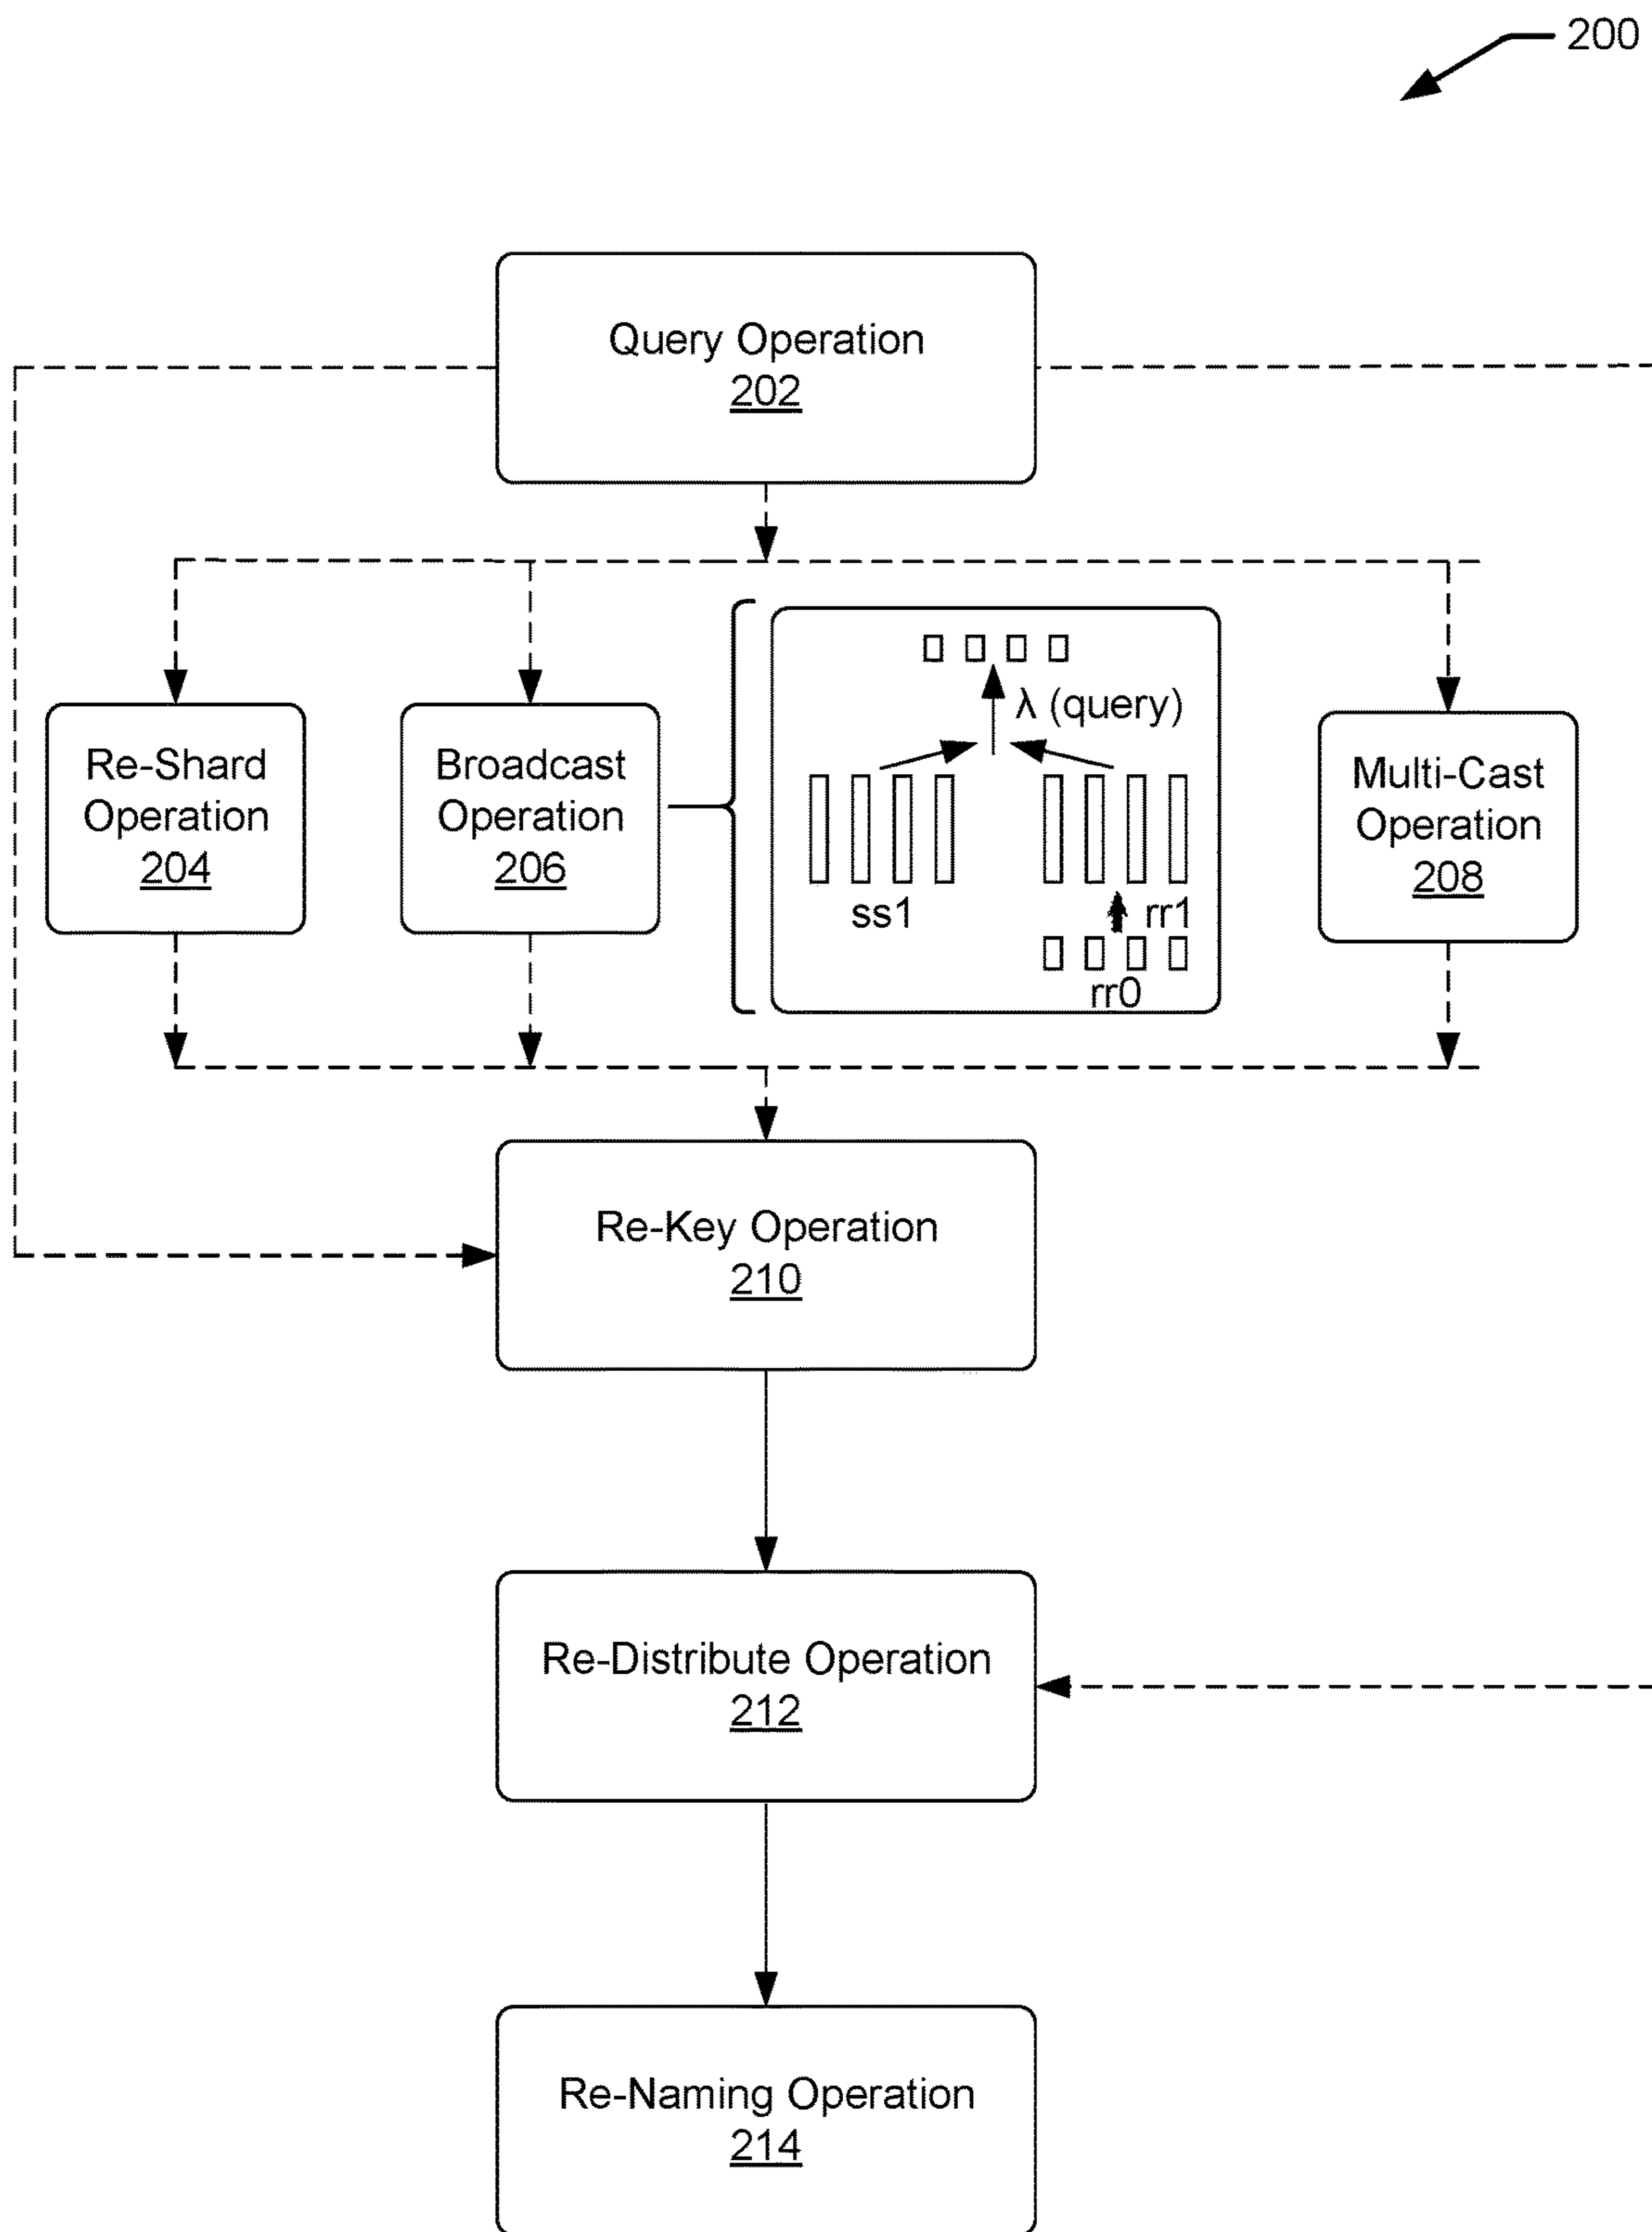 200
Query Operation
202
Re-Shard
Operation
204
Broadcast
Operation
206
λ (query)
ss1
rr1
rr0
Multi-Cast
Operation
208
Re-Key Operation
210
Re-Distribute Operation
212
Re-Naming Operation
214